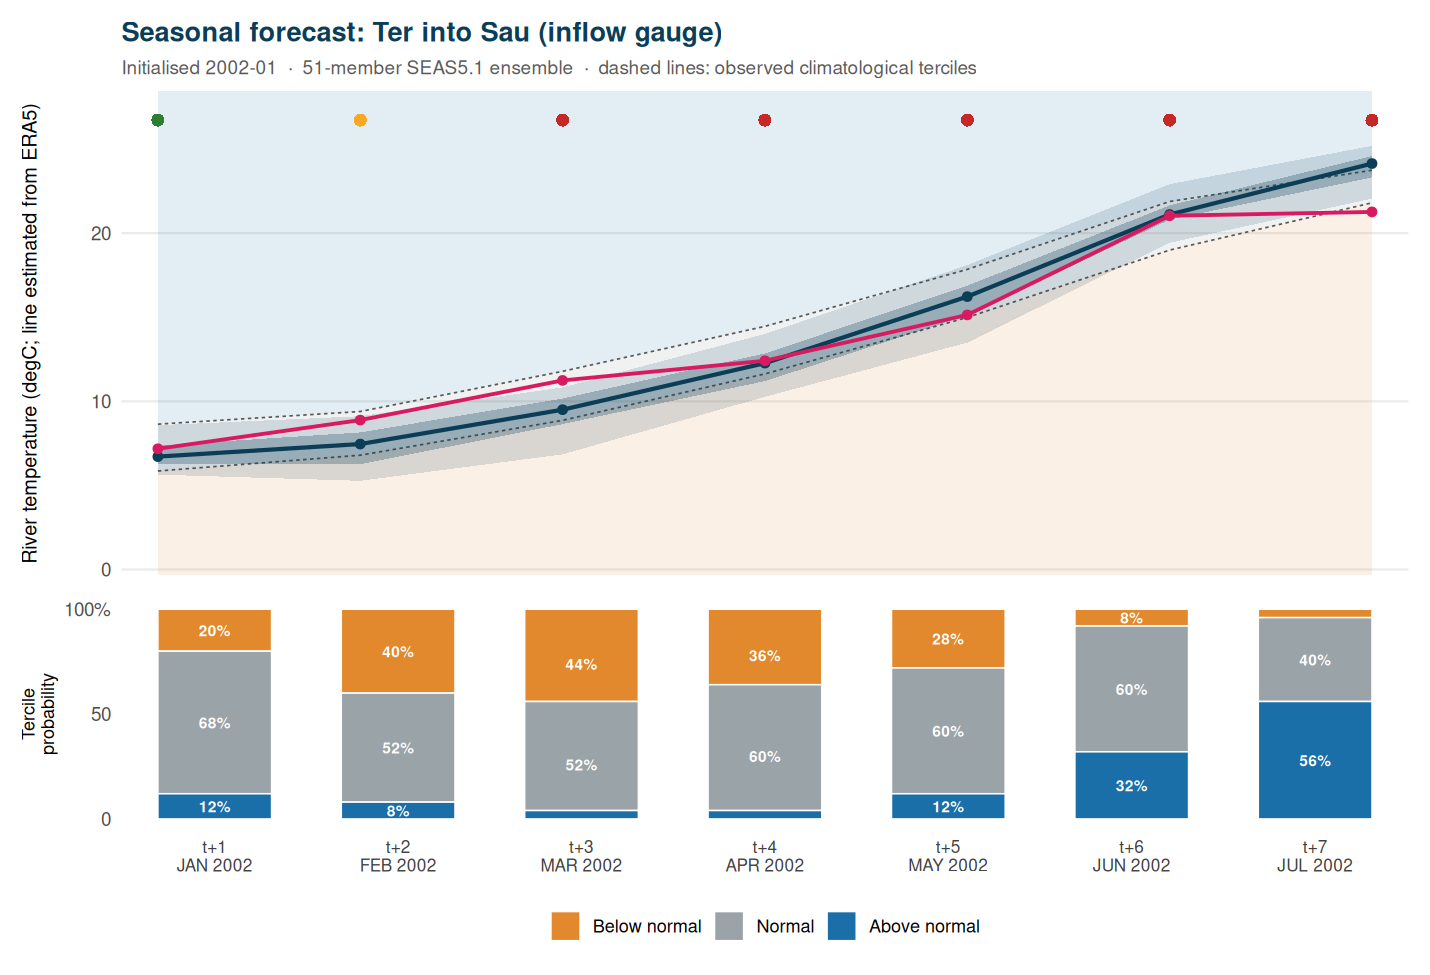 Seasonal forecast: Ter into Sau (inflow gauge)
Initialised 2002-01 · 51-member SEAS5.1 ensemble · dashed lines: observed climatological terciles
River temperature (degC; line estimated from ERA5)
20
10
0
Tercile
probability
100%
50
0
20%
68%
12%
40%
52%
8%
44%
52%
36%
60%
28%
60%
12%
8%
60%
32%
40%
56%
t+1
JAN 2002
t+2
FEB 2002
t+3
MAR 2002
t+4
APR 2002
t+5
MAY 2002
t+6
JUN 2002
t+7
JUL 2002
Below normal
Normal
Above normal